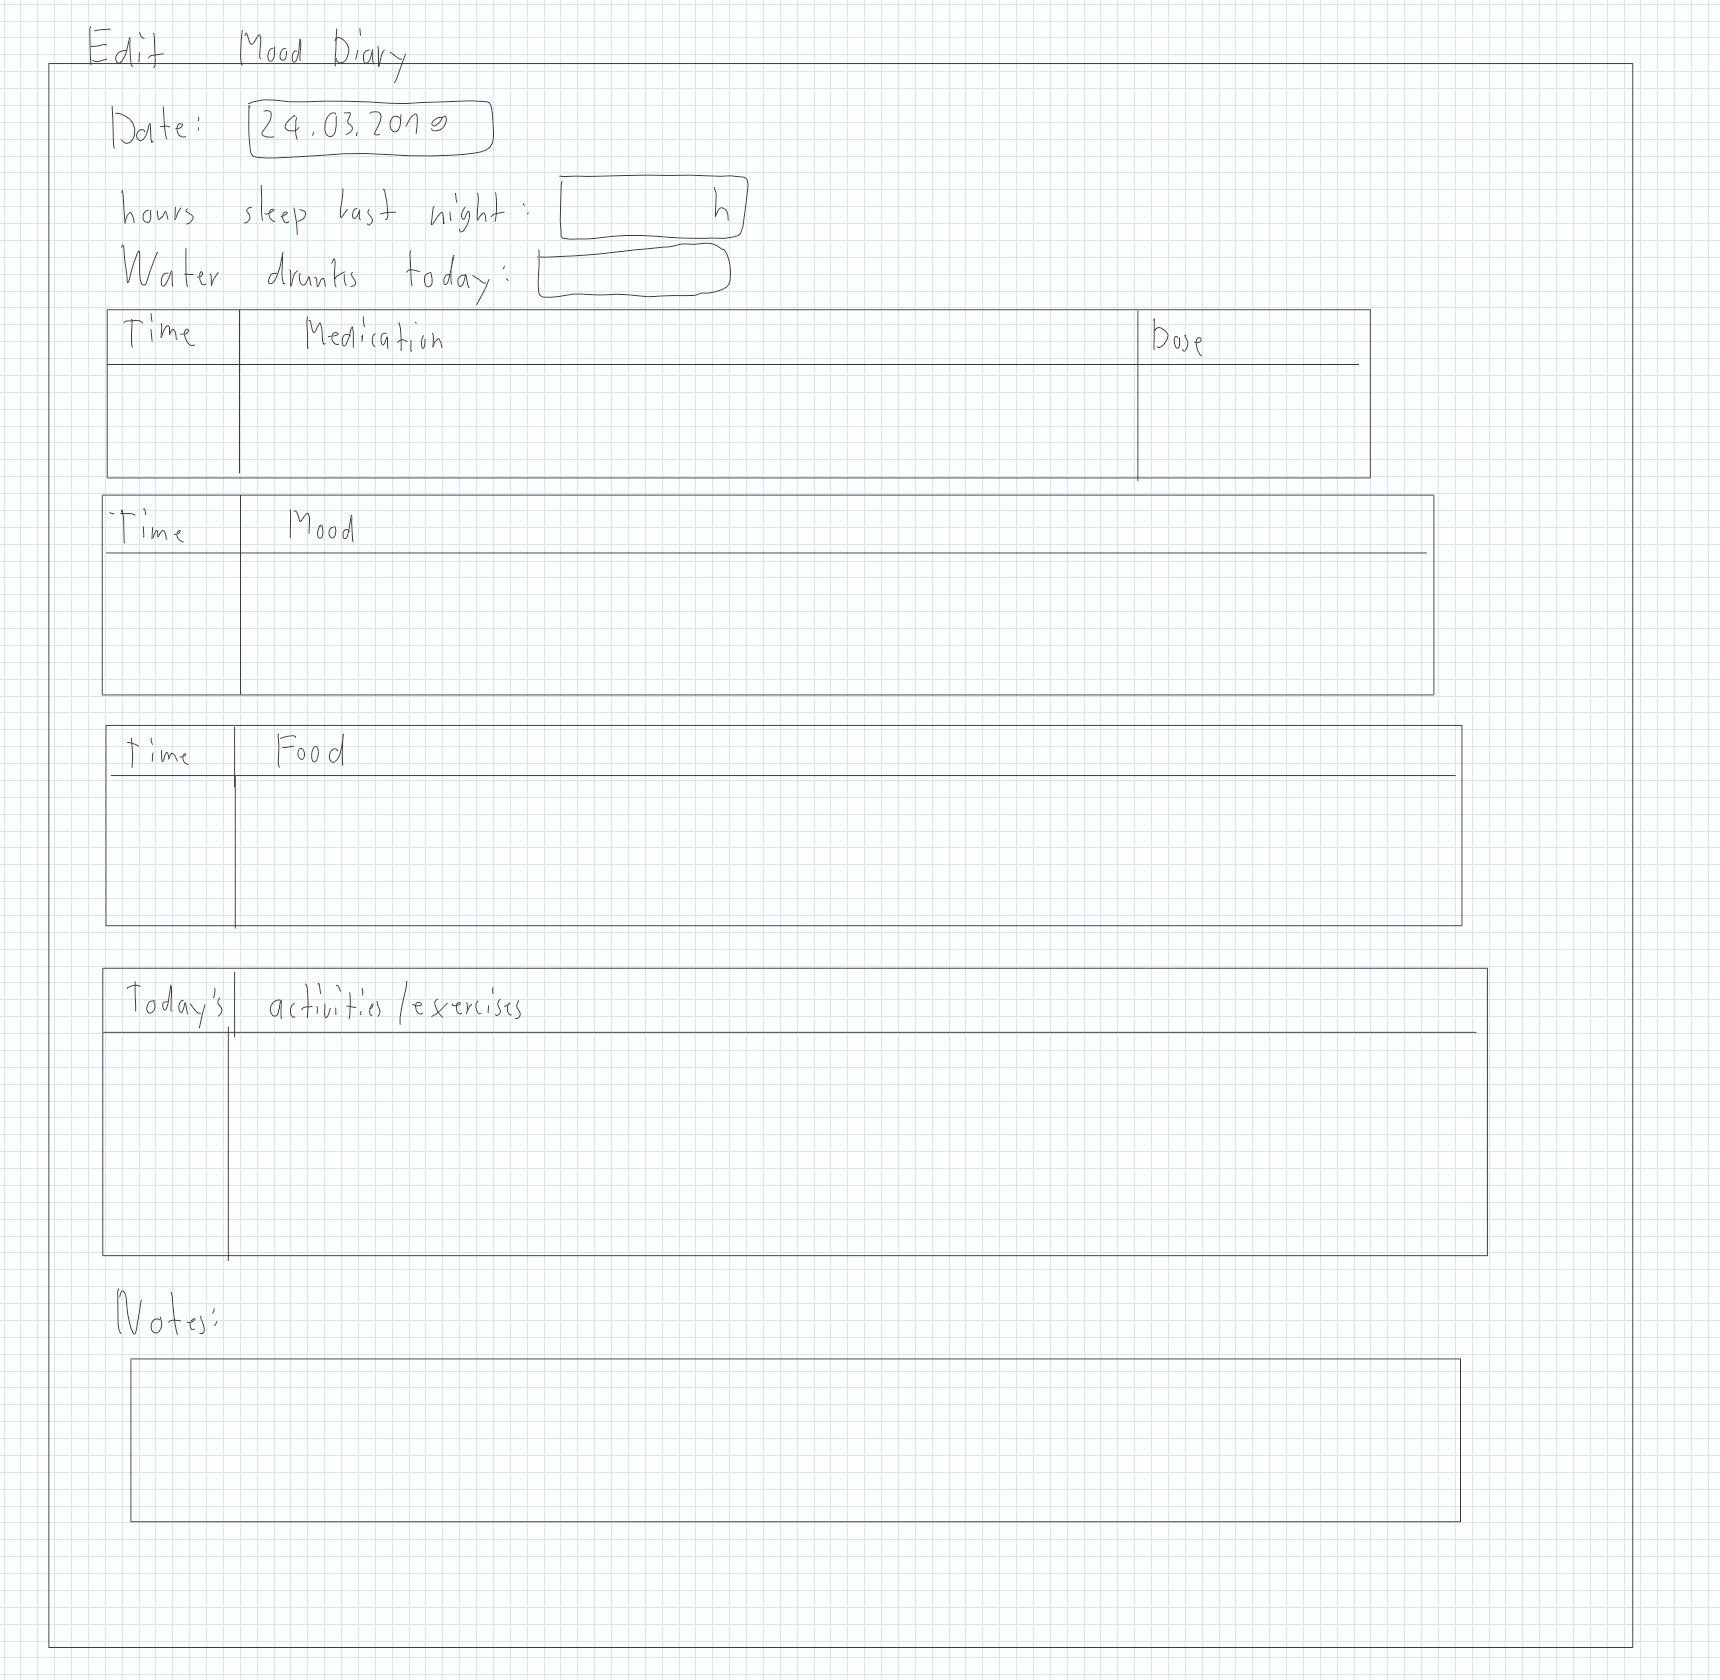 Edit Mood Diary
Date: 24.03.2019
hours sleep last night: h
Water drunks today:
Time Medication Dose
Time Mood
time Food
Today's activities/exercises
Notes: